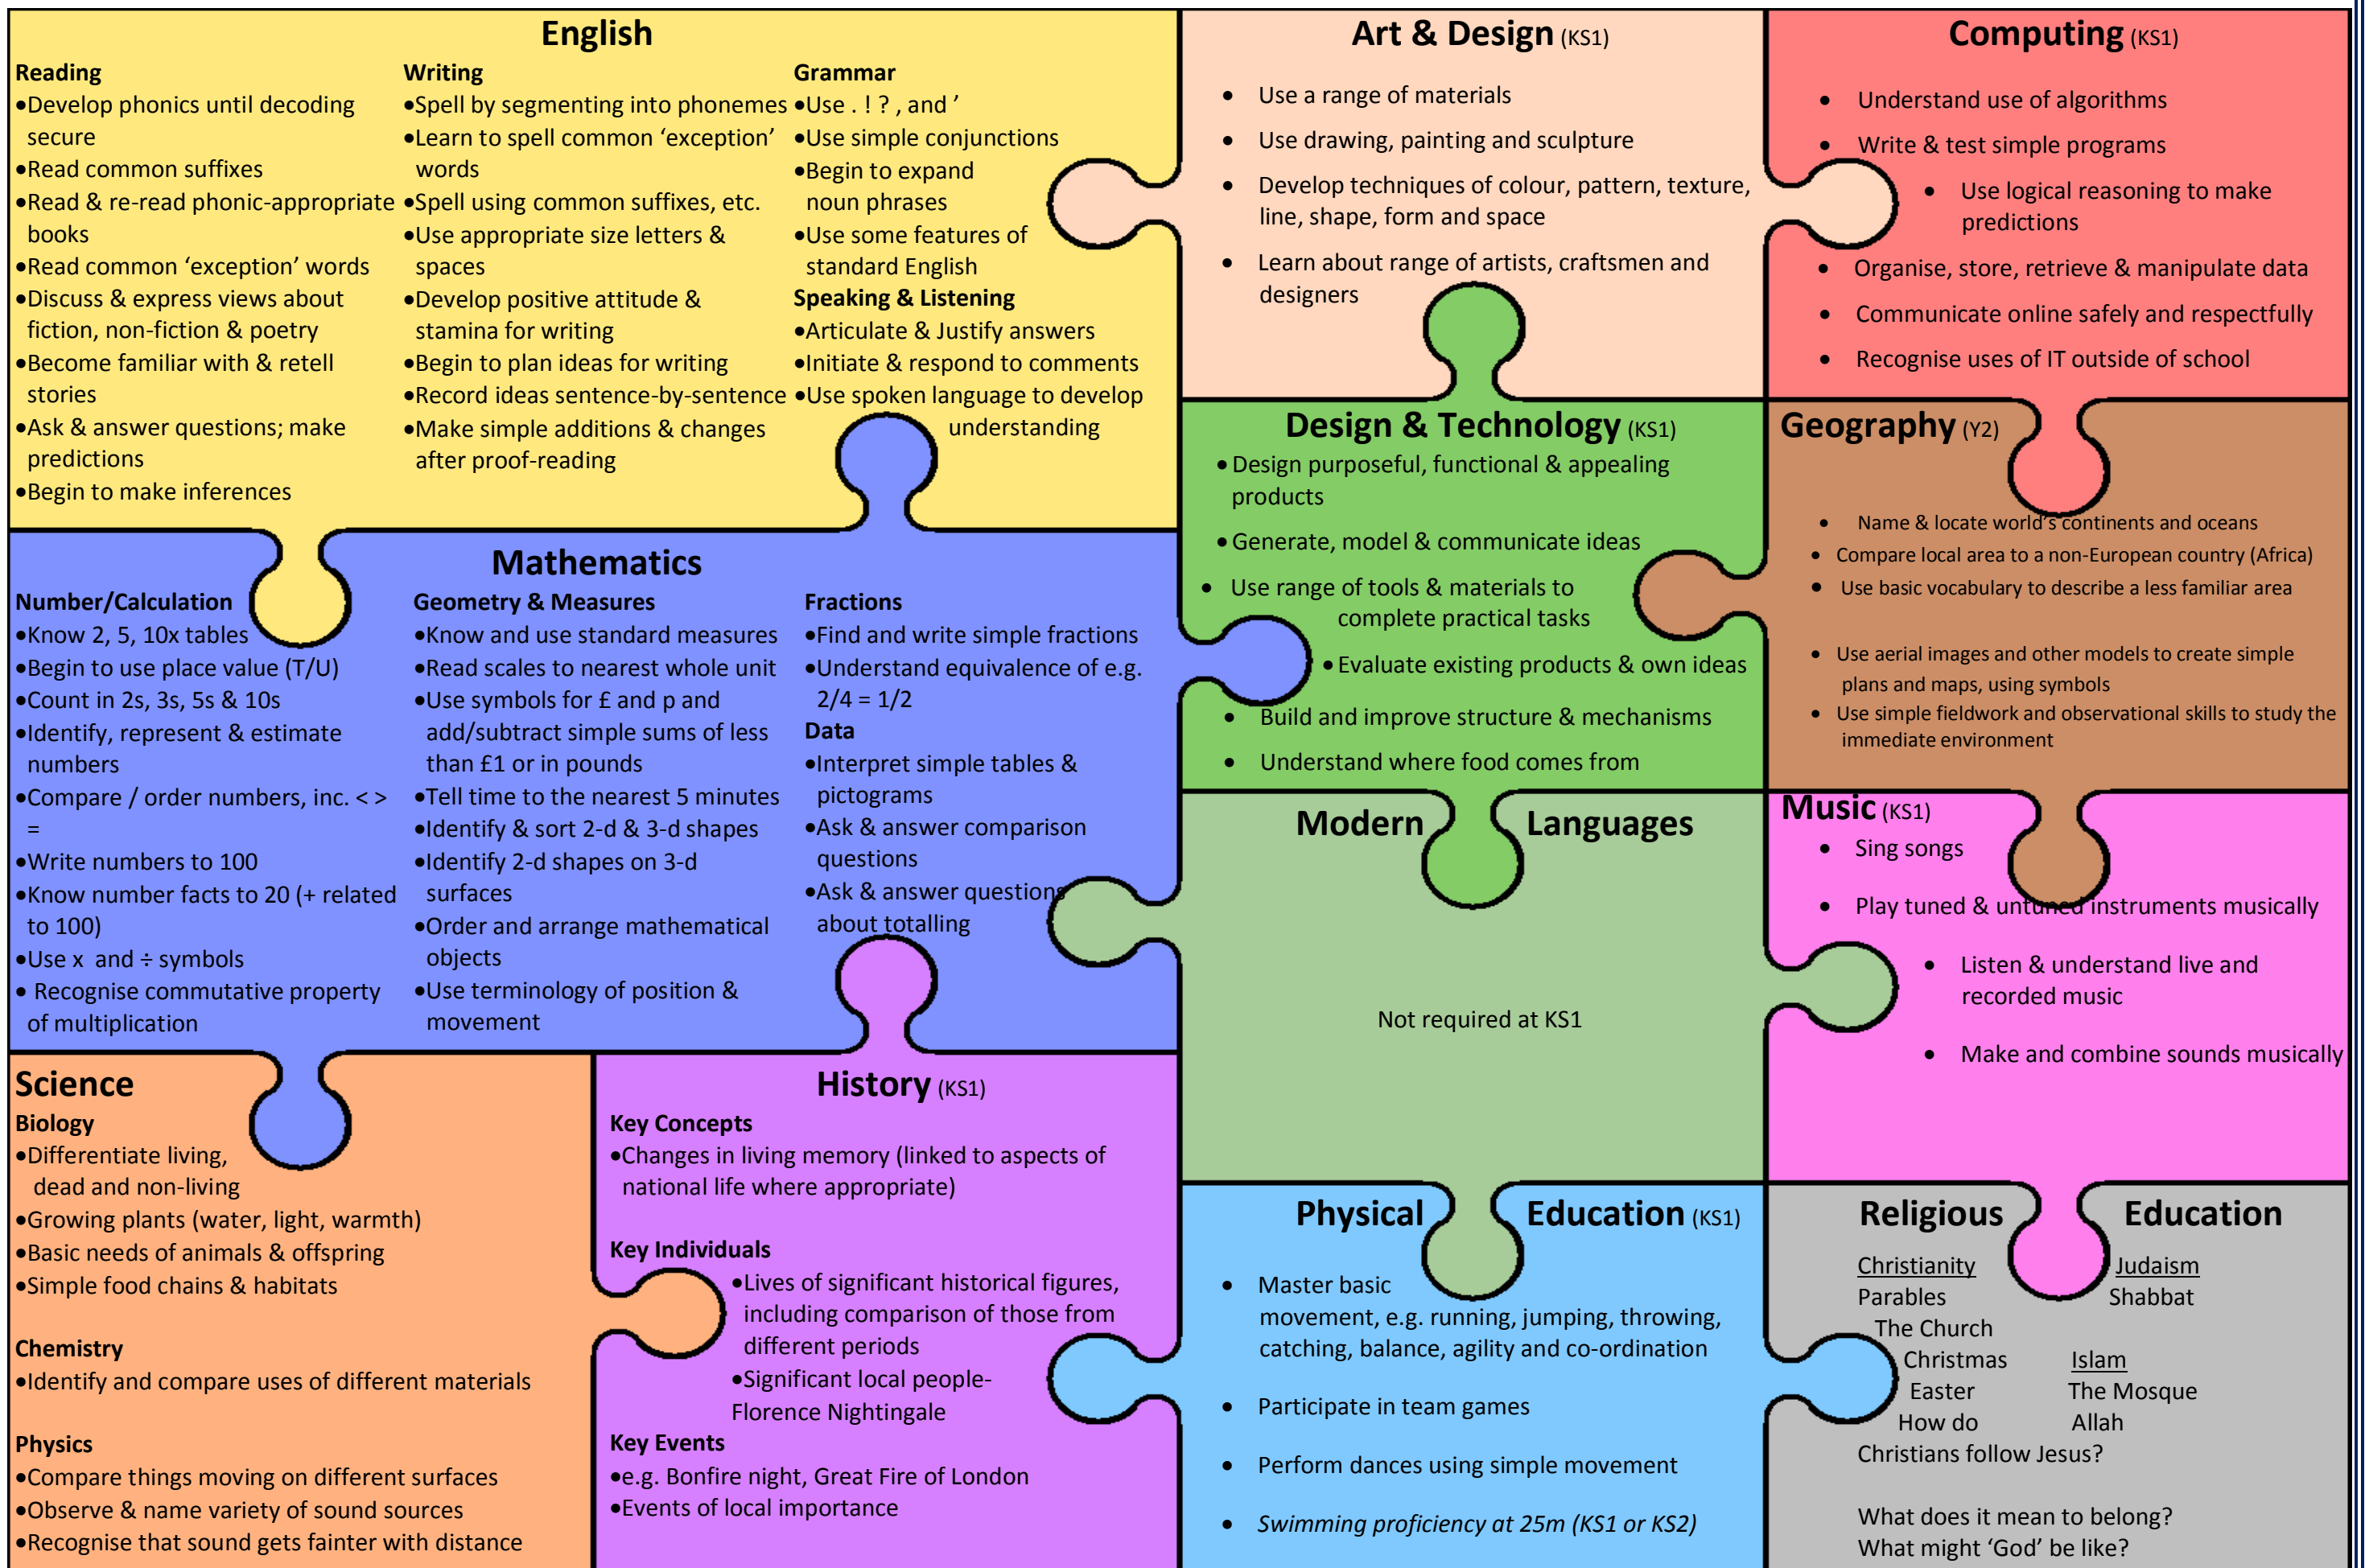 English
Reading
•Develop phonics until decoding
secure
•Read common suffixes
•Read & re-read phonic-appropriate
books
•Read common ‘exception’ words
•Discuss & express views about
fiction, non-fiction & poetry
•Become familiar with & retell
stories
•Ask & answer questions; make
predictions
•Begin to make inferences
Writing
•Spell by segmenting into phonemes
•Learn to spell common ‘exception’
words
•Spell using common suffixes, etc.
•Use appropriate size letters &
spaces
•Develop positive attitude &
stamina for writing
•Begin to plan ideas for writing
•Record ideas sentence-by-sentence
•Make simple additions & changes
after proof-reading
Grammar
•Use . ! ? , and ’
•Use simple conjunctions
•Begin to expand
noun phrases
•Use some features of
standard English
Speaking & Listening
•Articulate & Justify answers
•Initiate & respond to comments
•Use spoken language to develop
understanding
Art & Design (KS1)
• Use a range of materials
• Use drawing, painting and sculpture
• Develop techniques of colour, pattern, texture,
line, shape, form and space
• Learn about range of artists, craftsmen and
designers
Computing (KS1)
• Understand use of algorithms
• Write & test simple programs
• Use logical reasoning to make
predictions
• Organise, store, retrieve & manipulate data
• Communicate online safely and respectfully
• Recognise uses of IT outside of school
Mathematics
Number/Calculation
•Know 2, 5, 10x tables
•Begin to use place value (T/U)
•Count in 2s, 3s, 5s & 10s
•Identify, represent & estimate
numbers
•Compare / order numbers, inc. < >
=
•Write numbers to 100
•Know number facts to 20 (+ related
to 100)
•Use x and ÷ symbols
• Recognise commutative property
of multiplication
Geometry & Measures
•Know and use standard measures
•Read scales to nearest whole unit
•Use symbols for £ and p and
add/subtract simple sums of less
than £1 or in pounds
•Tell time to the nearest 5 minutes
•Identify & sort 2-d & 3-d shapes
•Identify 2-d shapes on 3-d
surfaces
•Order and arrange mathematical
objects
•Use terminology of position &
movement
Fractions
•Find and write simple fractions
•Understand equivalence of e.g.
2/4 = 1/2
Data
•Interpret simple tables &
pictograms
•Ask & answer comparison
questions
•Ask & answer questions
about totalling
Design & Technology (KS1)
• Design purposeful, functional & appealing
products
• Generate, model & communicate ideas
• Use range of tools & materials to
complete practical tasks
• Evaluate existing products & own ideas
• Build and improve structure & mechanisms
• Understand where food comes from
Geography (Y2)
• Name & locate world’s continents and oceans
• Compare local area to a non-European country (Africa)
• Use basic vocabulary to describe a less familiar area
• Use aerial images and other models to create simple
plans and maps, using symbols
• Use simple fieldwork and observational skills to study the
immediate environment
Modern Languages
Not required at KS1
Music (KS1)
• Sing songs
• Play tuned & untuned instruments musically
• Listen & understand live and
recorded music
• Make and combine sounds musically
Science
Biology
•Differentiate living,
dead and non-living
•Growing plants (water, light, warmth)
•Basic needs of animals & offspring
•Simple food chains & habitats
Chemistry
•Identify and compare uses of different materials
Physics
•Compare things moving on different surfaces
•Observe & name variety of sound sources
•Recognise that sound gets fainter with distance
History (KS1)
Key Concepts
•Changes in living memory (linked to aspects of
national life where appropriate)
Key Individuals
•Lives of significant historical figures,
including comparison of those from
different periods
•Significant local people-
Florence Nightingale
Key Events
•e.g. Bonfire night, Great Fire of London
•Events of local importance
Physical Education (KS1)
• Master basic
movement, e.g. running, jumping, throwing,
catching, balance, agility and co-ordination
• Participate in team games
• Perform dances using simple movement
• Swimming proficiency at 25m (KS1 or KS2)
Religious Education
Christianity Judaism
Parables Shabbat
The Church
Christmas Islam
Easter The Mosque
How do Allah
Christians follow Jesus?
What does it mean to belong?
What might ‘God’ be like?